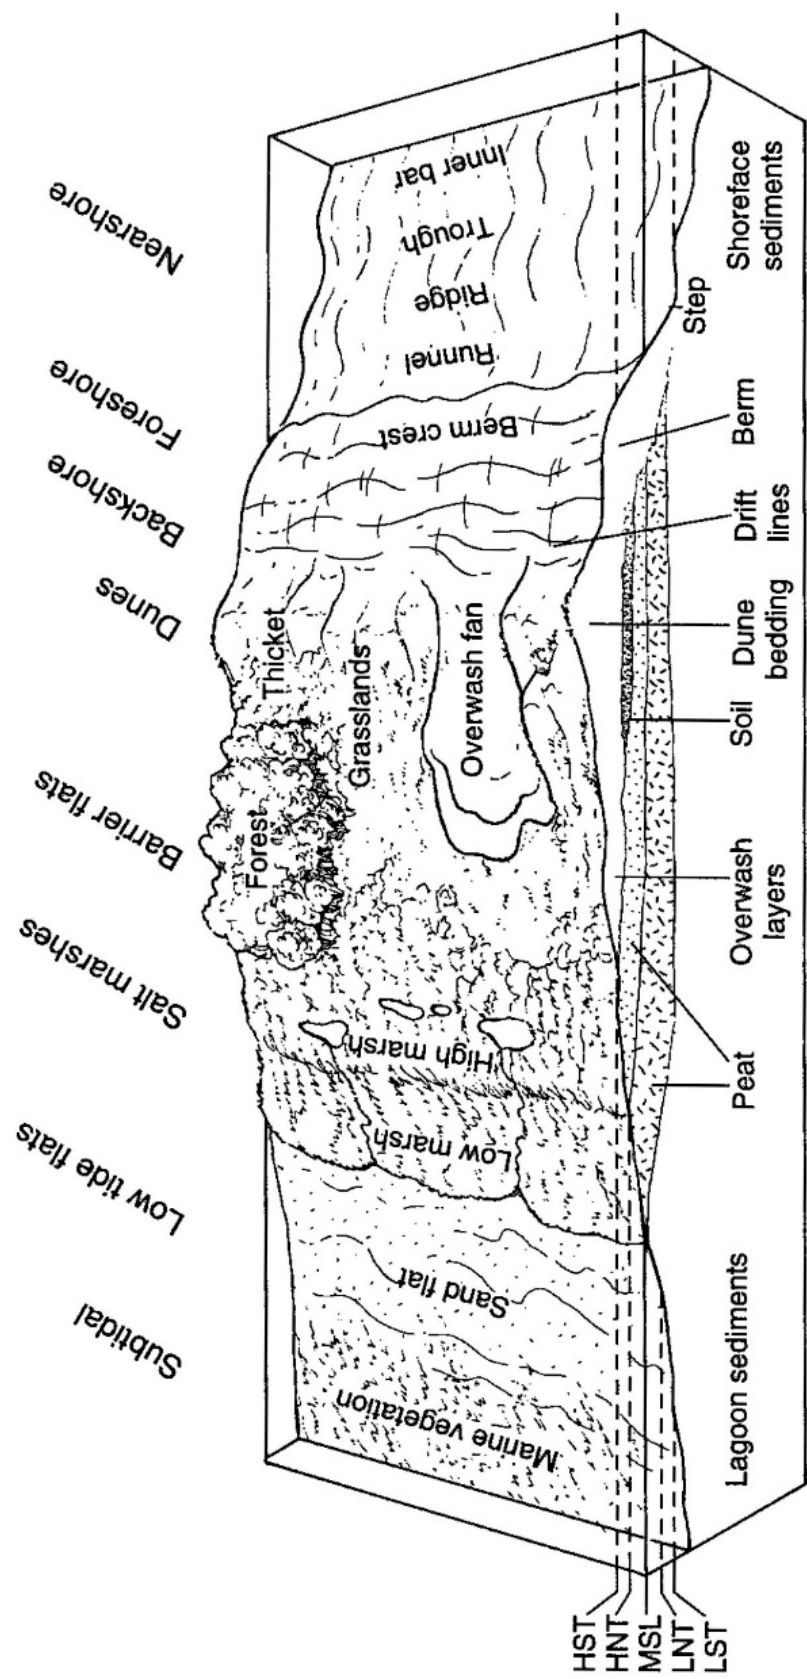 Subtidal
Low tide flats
Salt marshes
Barrier flats
Dunes
Backshore
Foreshore
Nearshore
Marine vegetation
Sand flat
Low marsh
High marsh
Forest
Thicket
Grasslands
Overwash fan
Berm crest
Runnel
Ridge
Trough
Inner bar
HST
HNT
MSL
LNT
LST
Step
Lagoon sediments
Peat
Overwash
layers
Soil
Dune
bedding
Drift
lines
Berm
Shoreface
sediments